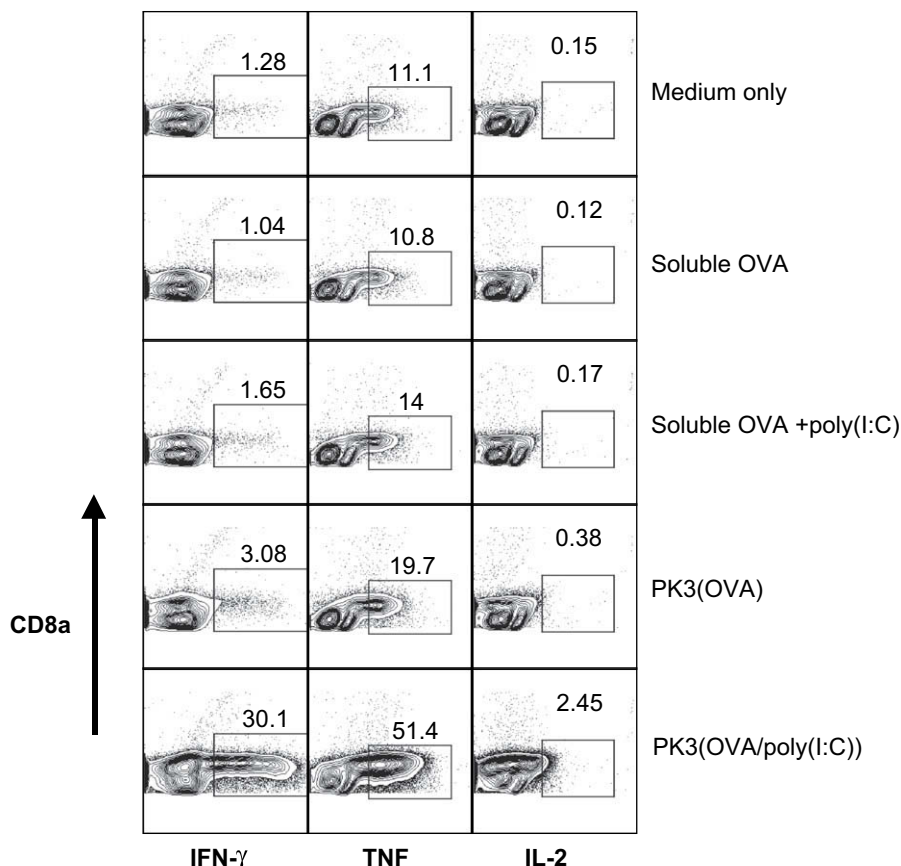 1.28 11.1 0.15
Medium only
1.04 10.8 0.12
Soluble OVA
1.65 14 0.17
Soluble OVA +poly(I:C)
3.08 19.7 0.38
PK3(OVA)
CD8a
30.1 51.4 2.45
PK3(OVA/poly(I:C))
IFN-γ TNF IL-2